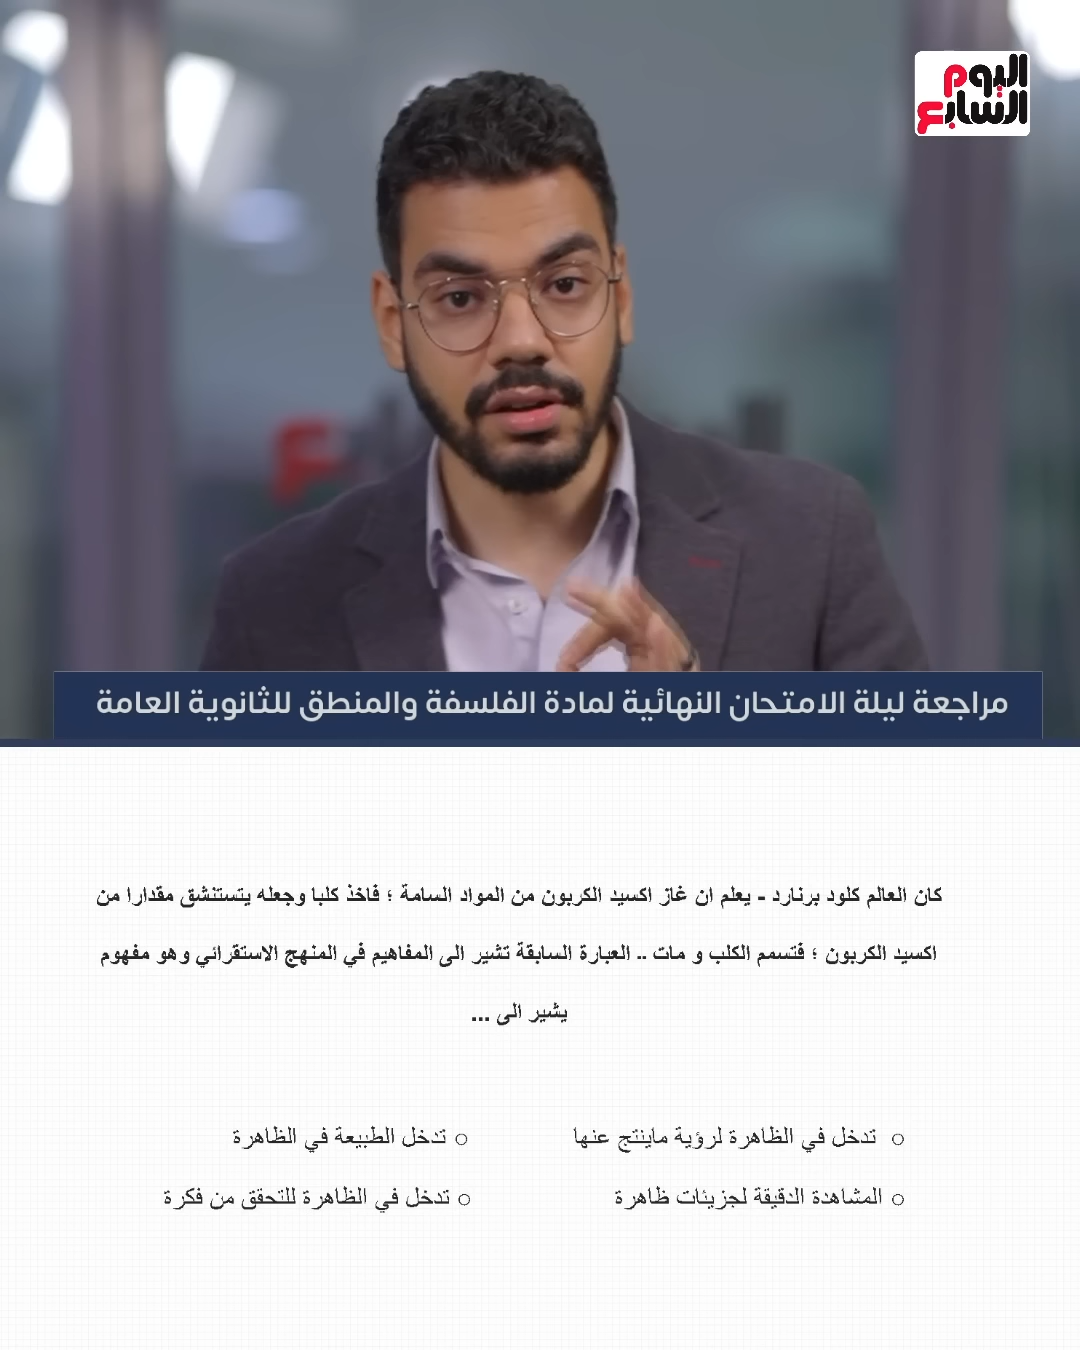 اليوم
السابع
مراجعة ليلة الامتحان النهائية لمادة الفلسفة والمنطق للثانوية العامة
كان العالم كلود برنارد - يعلم ان غاز اكسيد الكربون من المواد السامة ؛ فاخذ كلبا وجعله يتستنشق مقدارا من
اكسيد الكربون ؛ فتسمم الكلب و مات .. العبارة السابقة تشير الى المفاهيم في المنهج الاستقرائي وهو مفهوم
يشير الى ...
○ تدخل في الظاهرة لرؤية ماينتج عنها ○ تدخل الطبيعة في الظاهرة
○ المشاهدة الدقيقة لجزيئات ظاهرة ○ تدخل في الظاهرة للتحقق من فكرة